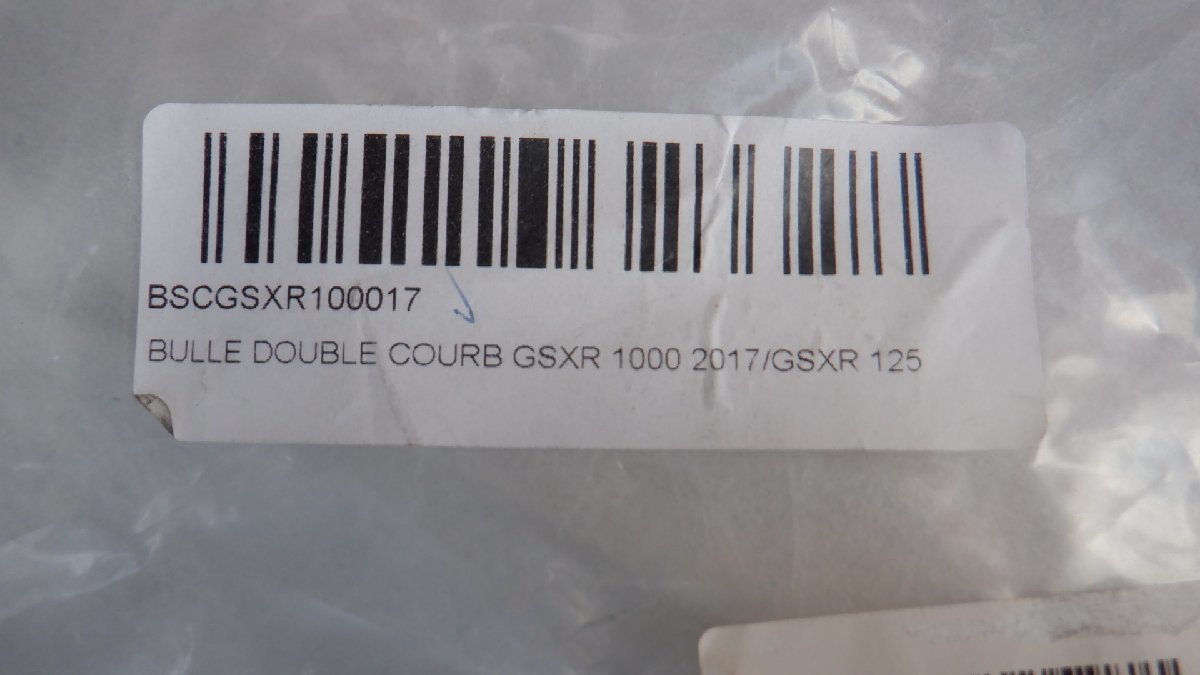 BSCGSXR100017
BULLE DOUBLE COURB GSXR 1000 2017/GSXR 125